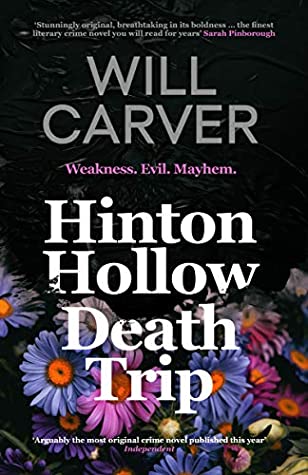 'Stunningly original, breathtaking in its boldness ... the finest
literary crime novel you will read for years' Sarah Pinborough
WILL
CARVER
Weakness. Evil. Mayhem.
Hinton
Hollow
Death
Trip
'Arguably the most original crime novel published this year'
Independent